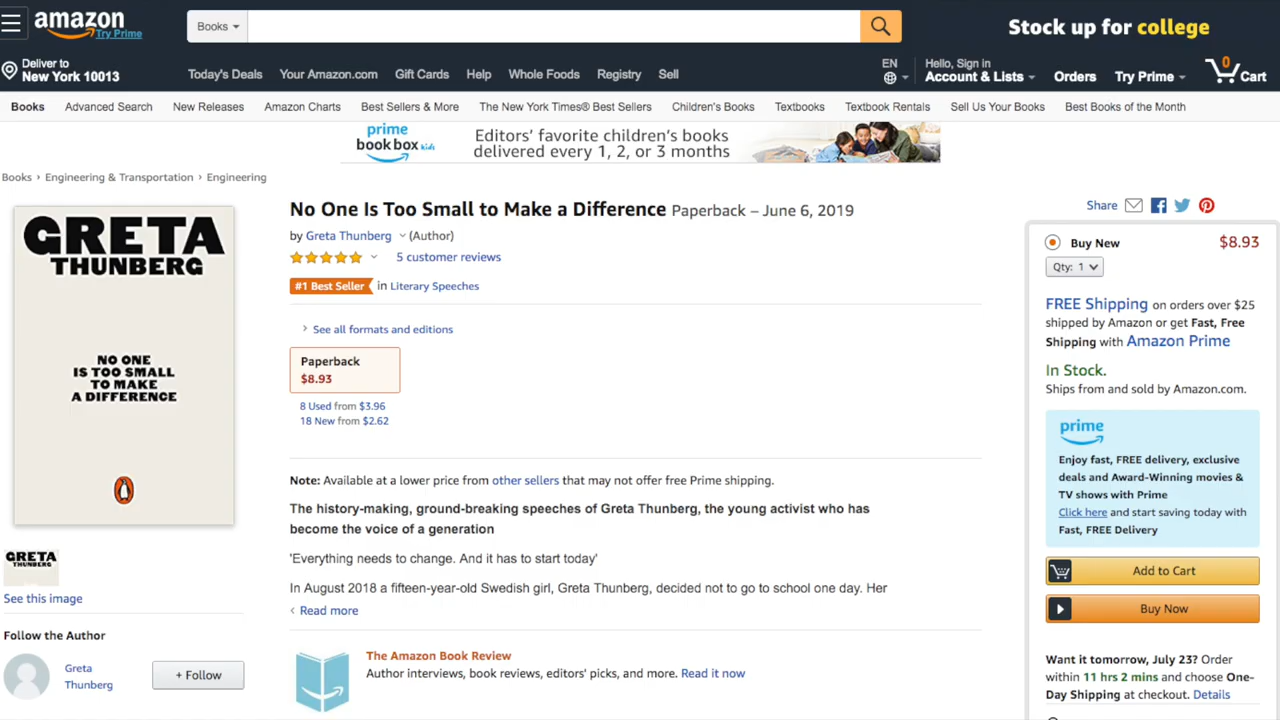 amazon
Try Prime
Books
Stock up for college
Deliver to
New York 10013
Today's Deals
Your Amazon.com
Gift Cards
Help
Whole Foods
Registry
Sell
EN
Hello, Sign in
Account & Lists
Orders
Try Prime
0
Cart
Books
Advanced Search
New Releases
Amazon Charts
Best Sellers & More
The New York Times® Best Sellers
Children's Books
Textbooks
Textbook Rentals
Sell Us Your Books
Best Books of the Month
prime
book box kids
Editors' favorite children's books
delivered every 1, 2, or 3 months
Books › Engineering & Transportation › Engineering
GRETA
THUNBERG
NO ONE
IS TOO SMALL
TO MAKE
A DIFFERENCE
GRETA
THUNBERG
See this image
Follow the Author
Greta
Thunberg
+ Follow
No One Is Too Small to Make a Difference Paperback – June 6, 2019
by Greta Thunberg (Author)
5 customer reviews
#1 Best Seller in Literary Speeches
› See all formats and editions
Paperback
$8.93
8 Used from $3.96
18 New from $2.62
Note: Available at a lower price from other sellers that may not offer free Prime shipping.
The history-making, ground-breaking speeches of Greta Thunberg, the young activist who has
become the voice of a generation
'Everything needs to change. And it has to start today'
In August 2018 a fifteen-year-old Swedish girl, Greta Thunberg, decided not to go to school one day. Her
‹ Read more
The Amazon Book Review
Author interviews, book reviews, editors' picks, and more. Read it now
Share
Buy New
$8.93
Qty: 1
FREE Shipping on orders over $25
shipped by Amazon or get Fast, Free
Shipping with Amazon Prime
In Stock.
Ships from and sold by Amazon.com.
prime
Enjoy fast, FREE delivery, exclusive
deals and Award-Winning movies &
TV shows with Prime
Click here and start saving today with
Fast, FREE Delivery
Add to Cart
Buy Now
Want it tomorrow, July 23? Order
within 11 hrs 2 mins and choose One-
Day Shipping at checkout. Details